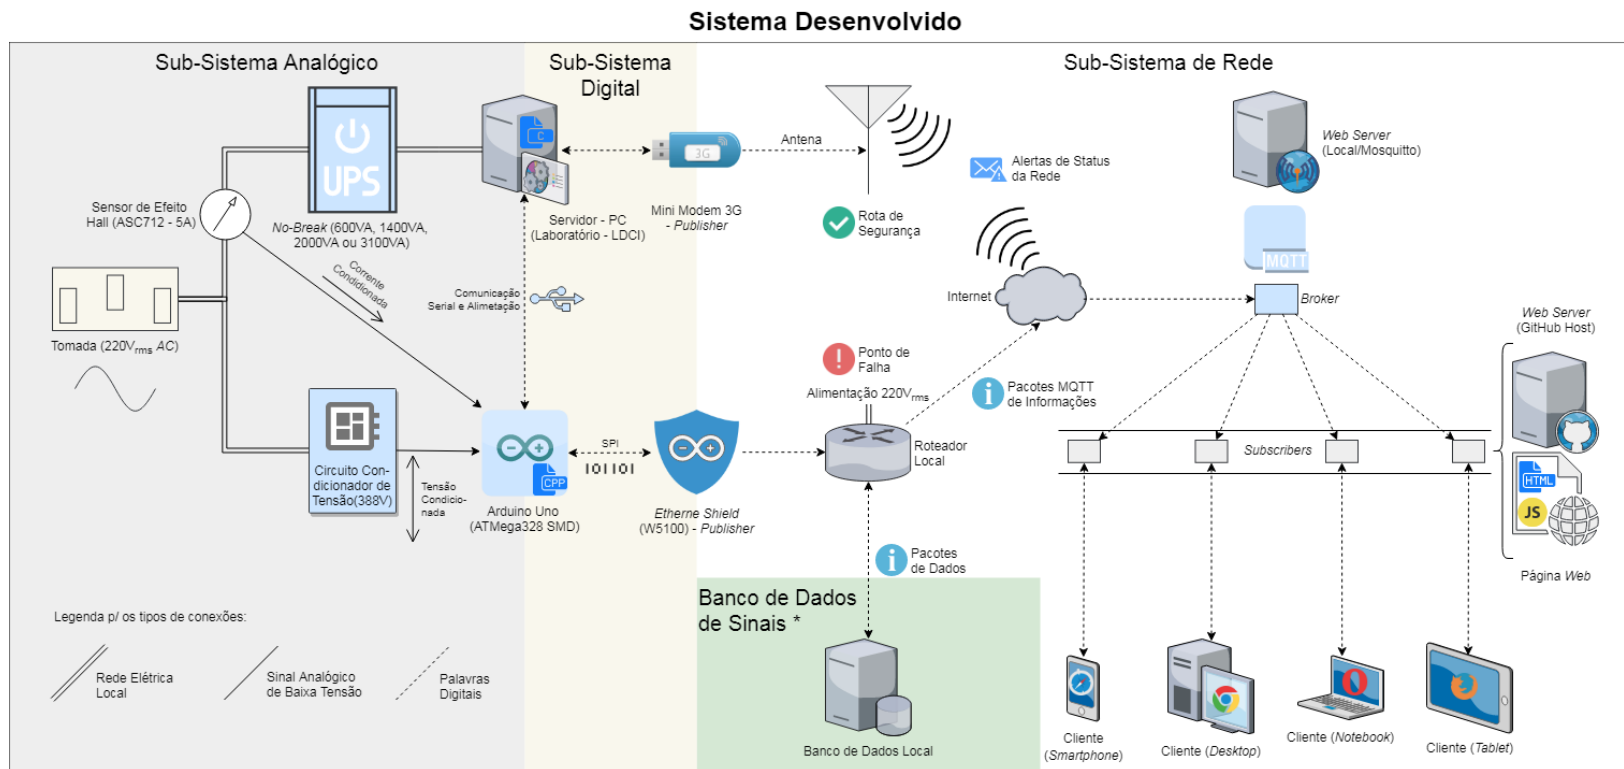 Sistema Desenvolvido
Sub-Sistema Analógico
Sub-Sistema
Digital
Sub-Sistema de Rede
UPS
C
3G
Antena
Sensor de Efeito
Hall (ASC712 - 5A)
No-Break (600VA, 1400VA,
2000VA ou 3100VA)
Servidor - PC
(Laboratório - LDCI)
Mini Modem 3G
- Publisher
Rota de
Segurança
Alertas de Status
da Rede
Web Server
(Local/Mosquitto)
MQTT
Corrente
Condidionada
Comunicação
Serial e Alimetação
Internet
Broker
Web Server
(GitHub Host)
Tomada (220Vrms AC)
Ponto de
Falha
Alimentação 220Vrms
Pacotes MQTT
de Informações
Circuito Con-
dicionador de
Tensão(388V)
Tensão
Condicio-
nada
CPP
Arduino Uno
(ATMega328 SMD)
SPI
101101
Etherne Shield
(W5100) - Publisher
Roteador
Local
Subscribers
HTML
JS
Página Web
Pacotes
de Dados
Banco de Dados
de Sinais *
Banco de Dados Local
Legenda p/ os tipos de conexões:
Rede Elétrica
Local
Sinal Analógico
de Baixa Tensão
Palavras
Digitais
Cliente
(Smartphone)
Cliente (Desktop)
Cliente (Notebook)
Cliente (Tablet)